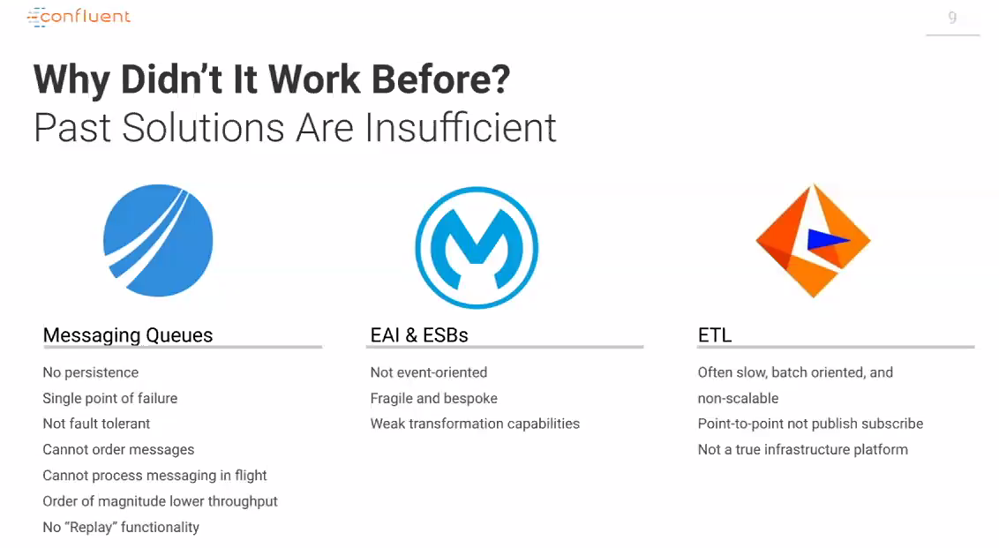 confluent
9
Why Didn't It Work Before?
Past Solutions Are Insufficient
Messaging Queues
No persistence
Single point of failure
Not fault tolerant
Cannot order messages
Cannot process messaging in flight
Order of magnitude lower throughput
No “Replay” functionality
EAI & ESBs
Not event-oriented
Fragile and bespoke
Weak transformation capabilities
ETL
Often slow, batch oriented, and
non-scalable
Point-to-point not publish subscribe
Not a true infrastructure platform